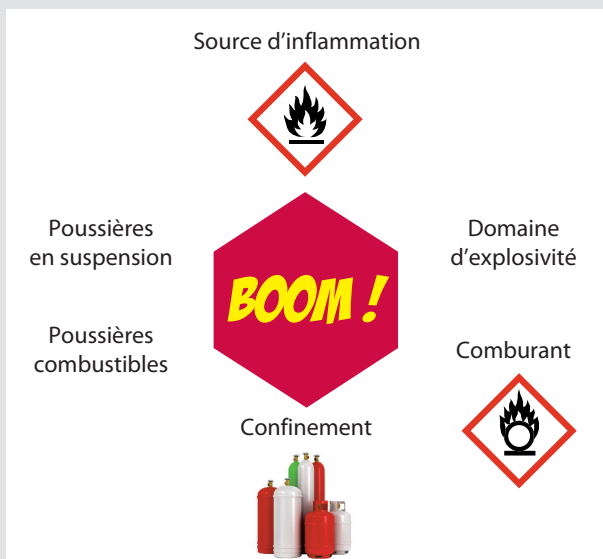 Source d'inflammation
Poussières
en suspension
Domaine
d'explosivité
BOOM !
Poussières
combustibles
Comburant
Confinement